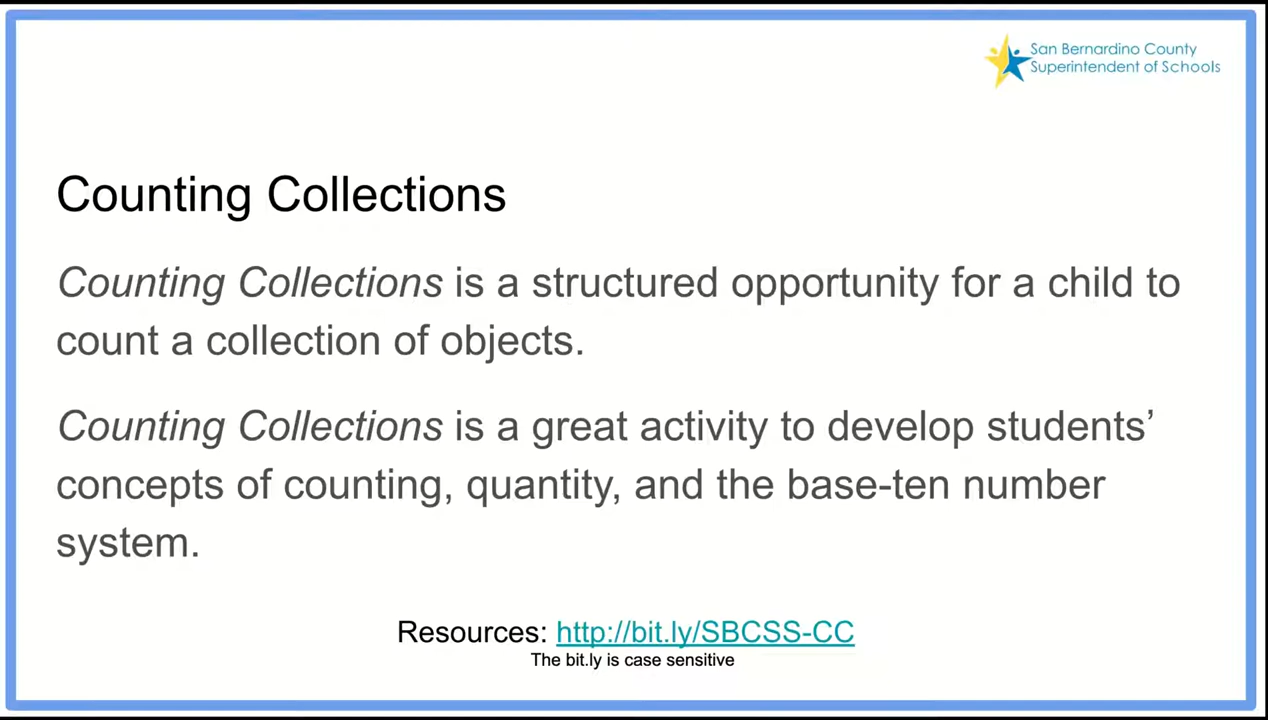 San Bernardino County
Superintendent of Schools
Counting Collections
Counting Collections is a structured opportunity for a child to
count a collection of objects.
Counting Collections is a great activity to develop students’
concepts of counting, quantity, and the base-ten number
system.
Resources: http://bit.ly/SBCSS-CC
The bit.ly is case sensitive